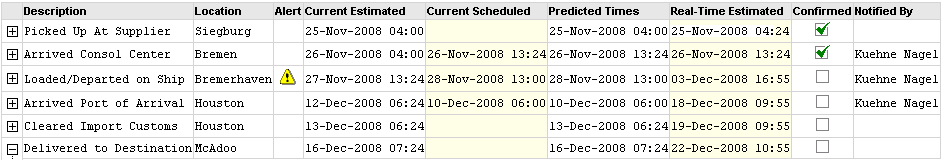 Description Location Alert Current Estimated Current Scheduled Predicted Times Real-Time Estimated Confirmed Notified By
Picked Up At Supplier Siegburg 25-Nov-2008 04:00 25-Nov-2008 04:00 25-Nov-2008 04:24
Arrived Consol Center Bremen 26-Nov-2008 04:00 26-Nov-2008 13:24 26-Nov-2008 13:24 26-Nov-2008 13:24 Kuehne Nagel
Loaded/Departed on Ship Bremerhaven 27-Nov-2008 13:24 28-Nov-2008 13:00 28-Nov-2008 13:00 03-Dec-2008 16:55 Kuehne Nagel
Arrived Port of Arrival Houston 12-Dec-2008 06:24 10-Dec-2008 06:00 10-Dec-2008 06:00 18-Dec-2008 09:55 Kuehne Nagel
Cleared Import Customs Houston 13-Dec-2008 06:24 13-Dec-2008 06:24 19-Dec-2008 09:55
Delivered to Destination McAdoo 16-Dec-2008 07:24 16-Dec-2008 07:24 22-Dec-2008 10:55